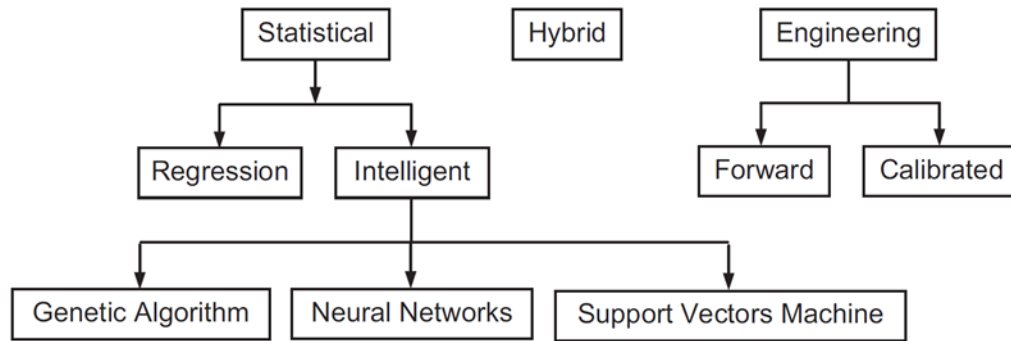 Statistical
Hybrid
Engineering
Regression
Intelligent
Forward
Calibrated
Genetic Algorithm
Neural Networks
Support Vectors Machine